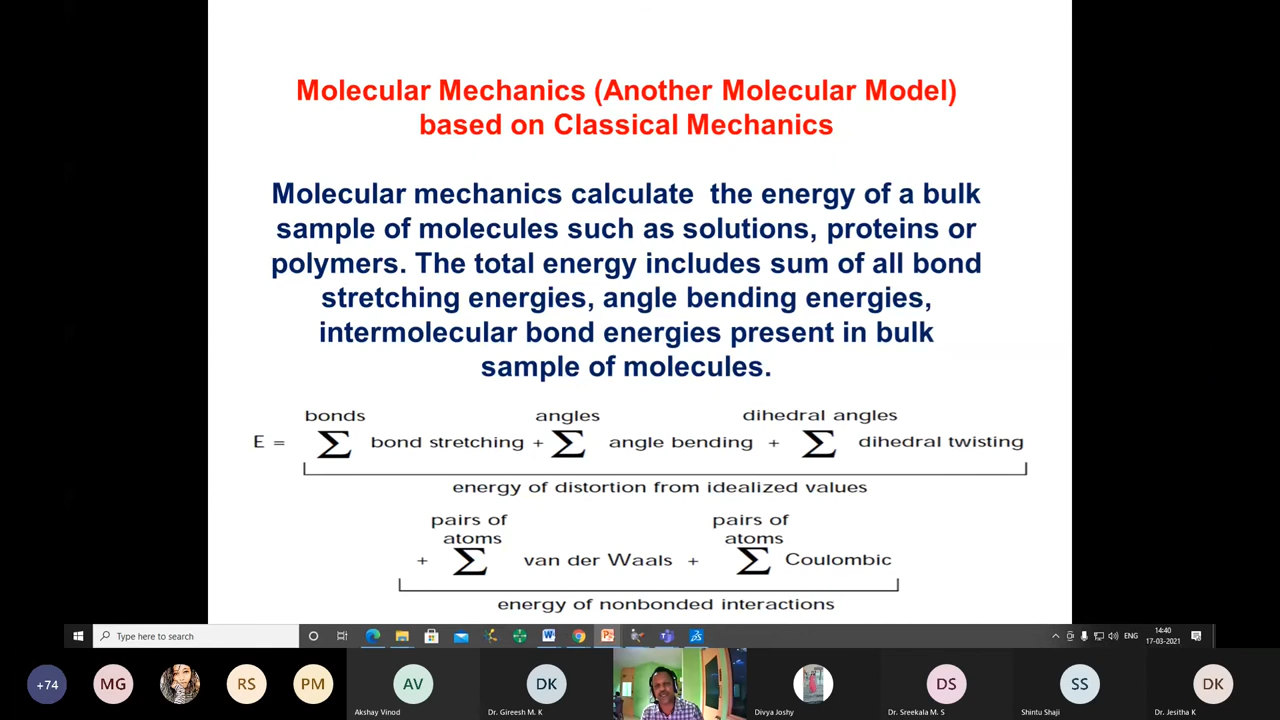 Molecular Mechanics (Another Molecular Model)
based on Classical Mechanics
Molecular mechanics calculate the energy of a bulk
sample of molecules such as solutions, proteins or
polymers. The total energy includes sum of all bond
stretching energies, angle bending energies,
intermolecular bond energies present in bulk
sample of molecules.
bonds angles dihedral angles
E = Σ bond stretching + Σ angle bending + Σ dihedral twisting
energy of distortion from idealized values
pairs of pairs of
atoms atoms
+ Σ van der Waals + Σ Coulombic
energy of nonbonded interactions
Type here to search
ENG
14:40
17-03-2021
+74 MG RS PM AV DK DS SS DK
Akshay Vinod Dr. Gireesh M. K Divya Joshy Dr. Sreekala M. S Shintu Shaji Dr. Jesitha K